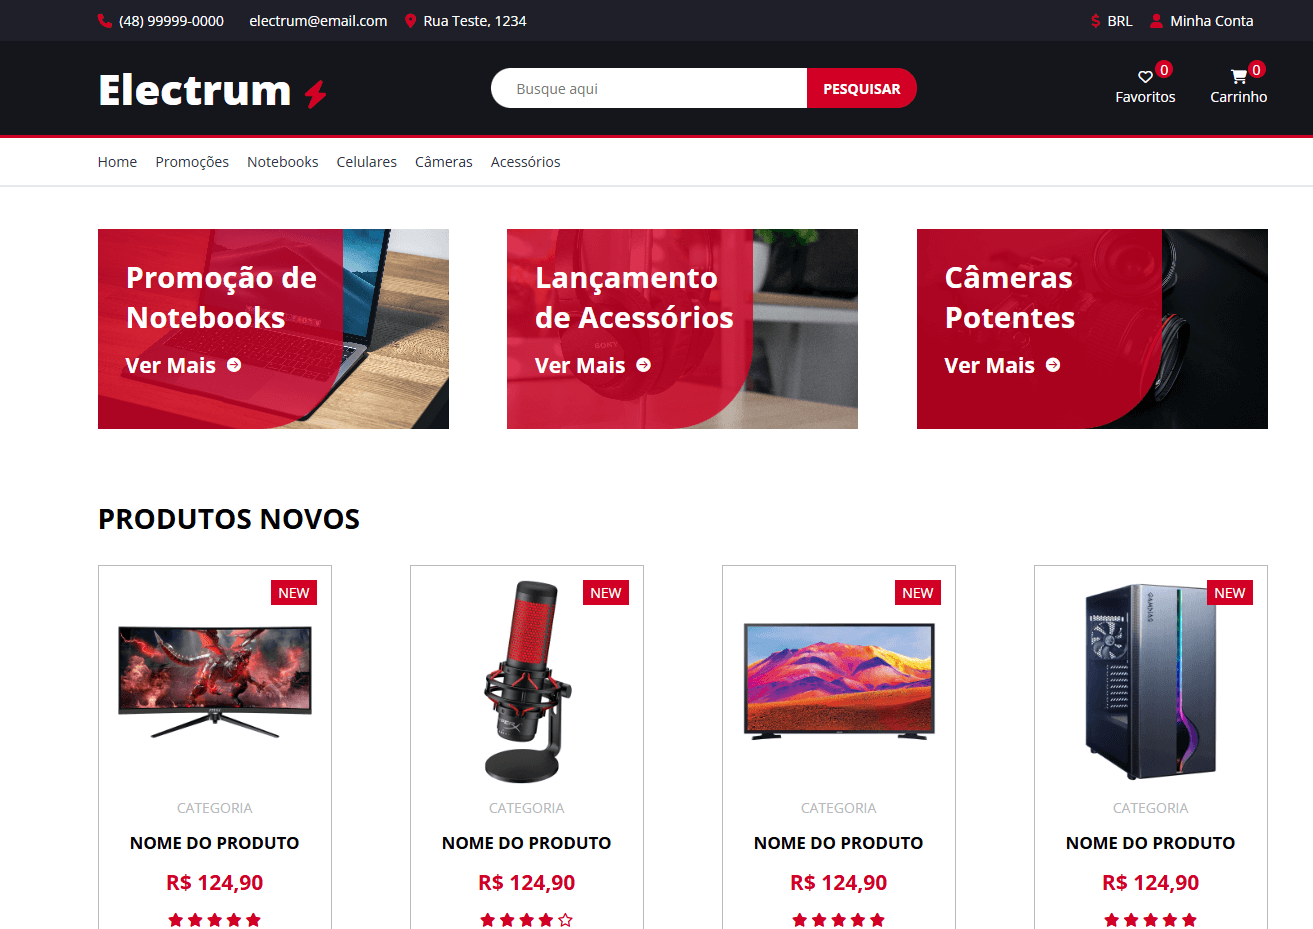 (48) 99999-0000 electrum@email.com Rua Teste, 1234 $ BRL Minha Conta
Electrum Busque aqui PESQUISAR
0 0
Favoritos Carrinho
Home Promoções Notebooks Celulares Câmeras Acessórios
Promoção de
Notebooks
Ver Mais
Lançamento
de Acessórios
Ver Mais
Câmeras
Potentes
Ver Mais
SONY
PRODUTOS NOVOS
NEW NEW NEW NEW
GAMDIAS
CATEGORIA CATEGORIA CATEGORIA CATEGORIA
NOME DO PRODUTO NOME DO PRODUTO NOME DO PRODUTO NOME DO PRODUTO
R$ 124,90 R$ 124,90 R$ 124,90 R$ 124,90